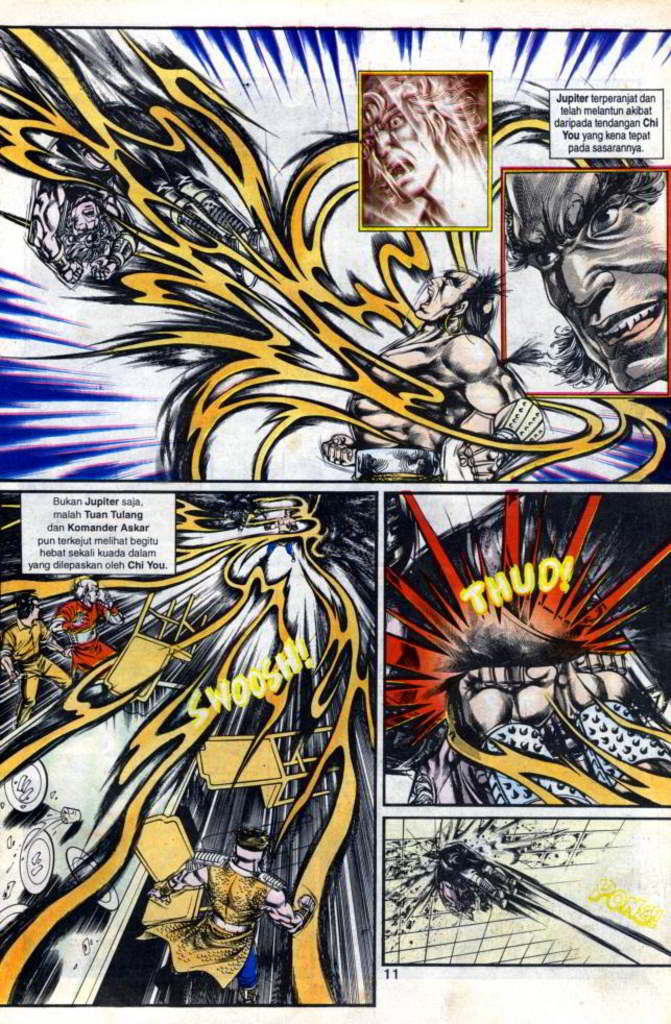 Jupiter terperanjat dan
telah melantun akibat
daripada tendangan Chi
You yang kena tepat
pada sasarannya.
Bukan Jupiter saja,
malah Tuan Tulang
dan Komander Askar
pun terkejut melihat begitu
hebat sekali kuada dalam
yang dilepaskan oleh Chi You.
SWOOSH!
THUD!
PONG!
11